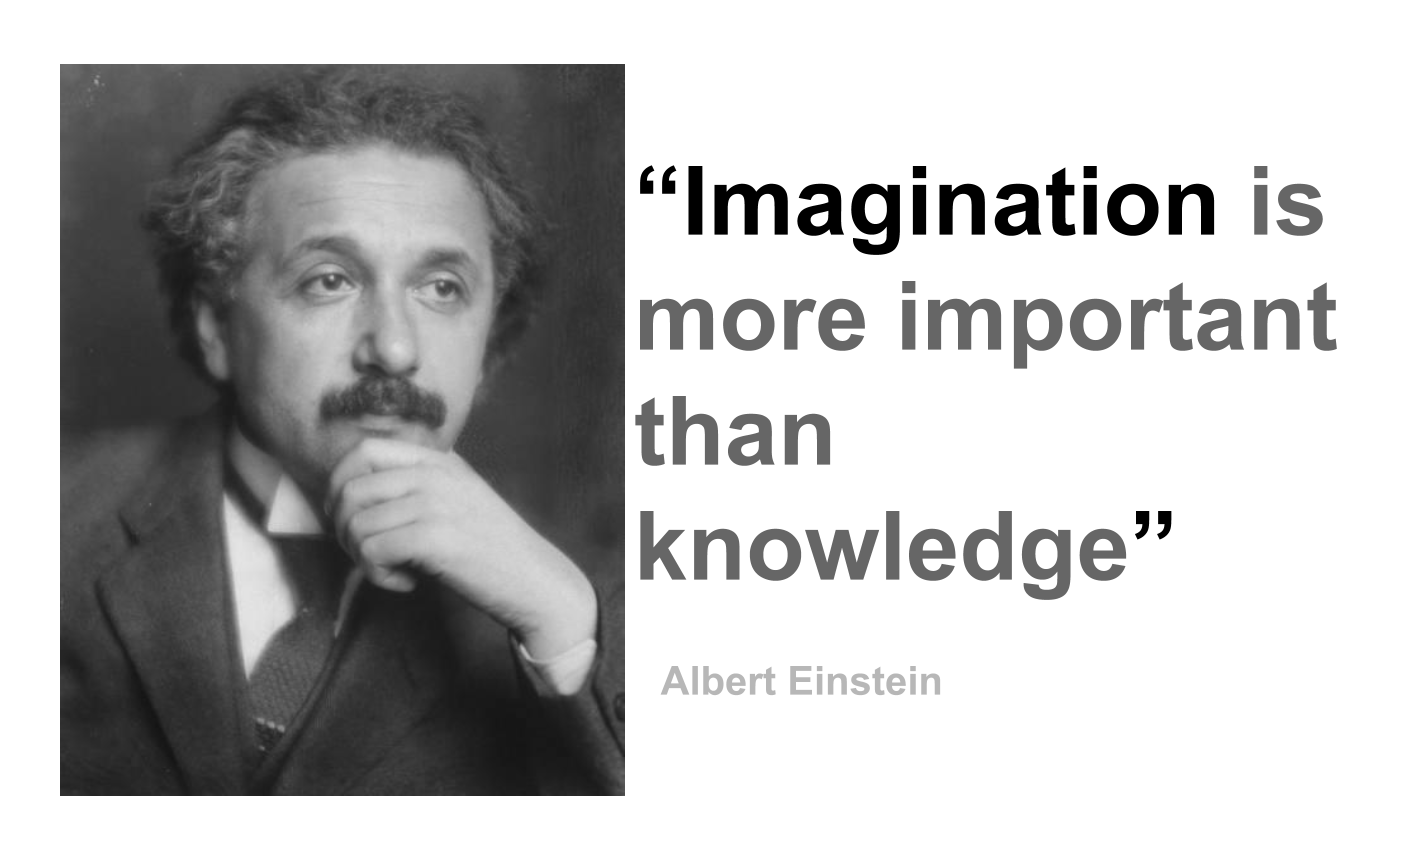 “Imagination is
more important
than
knowledge”
Albert Einstein